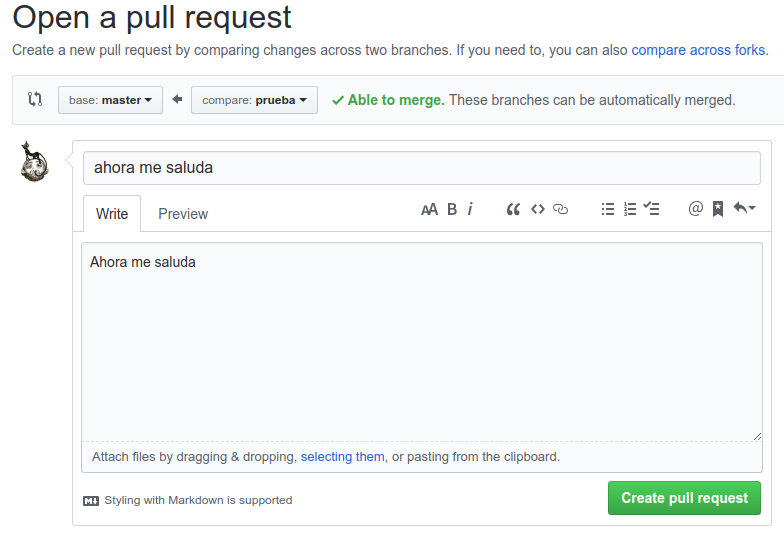 Open a pull request
Create a new pull request by comparing changes across two branches. If you need to, you can also compare across forks.
base: master compare: prueba Able to merge. These branches can be automatically merged.
ahora me saluda
Write Preview AA B i @
Ahora me saluda
Attach files by dragging & dropping, selecting them, or pasting from the clipboard.
M Styling with Markdown is supported
Create pull request